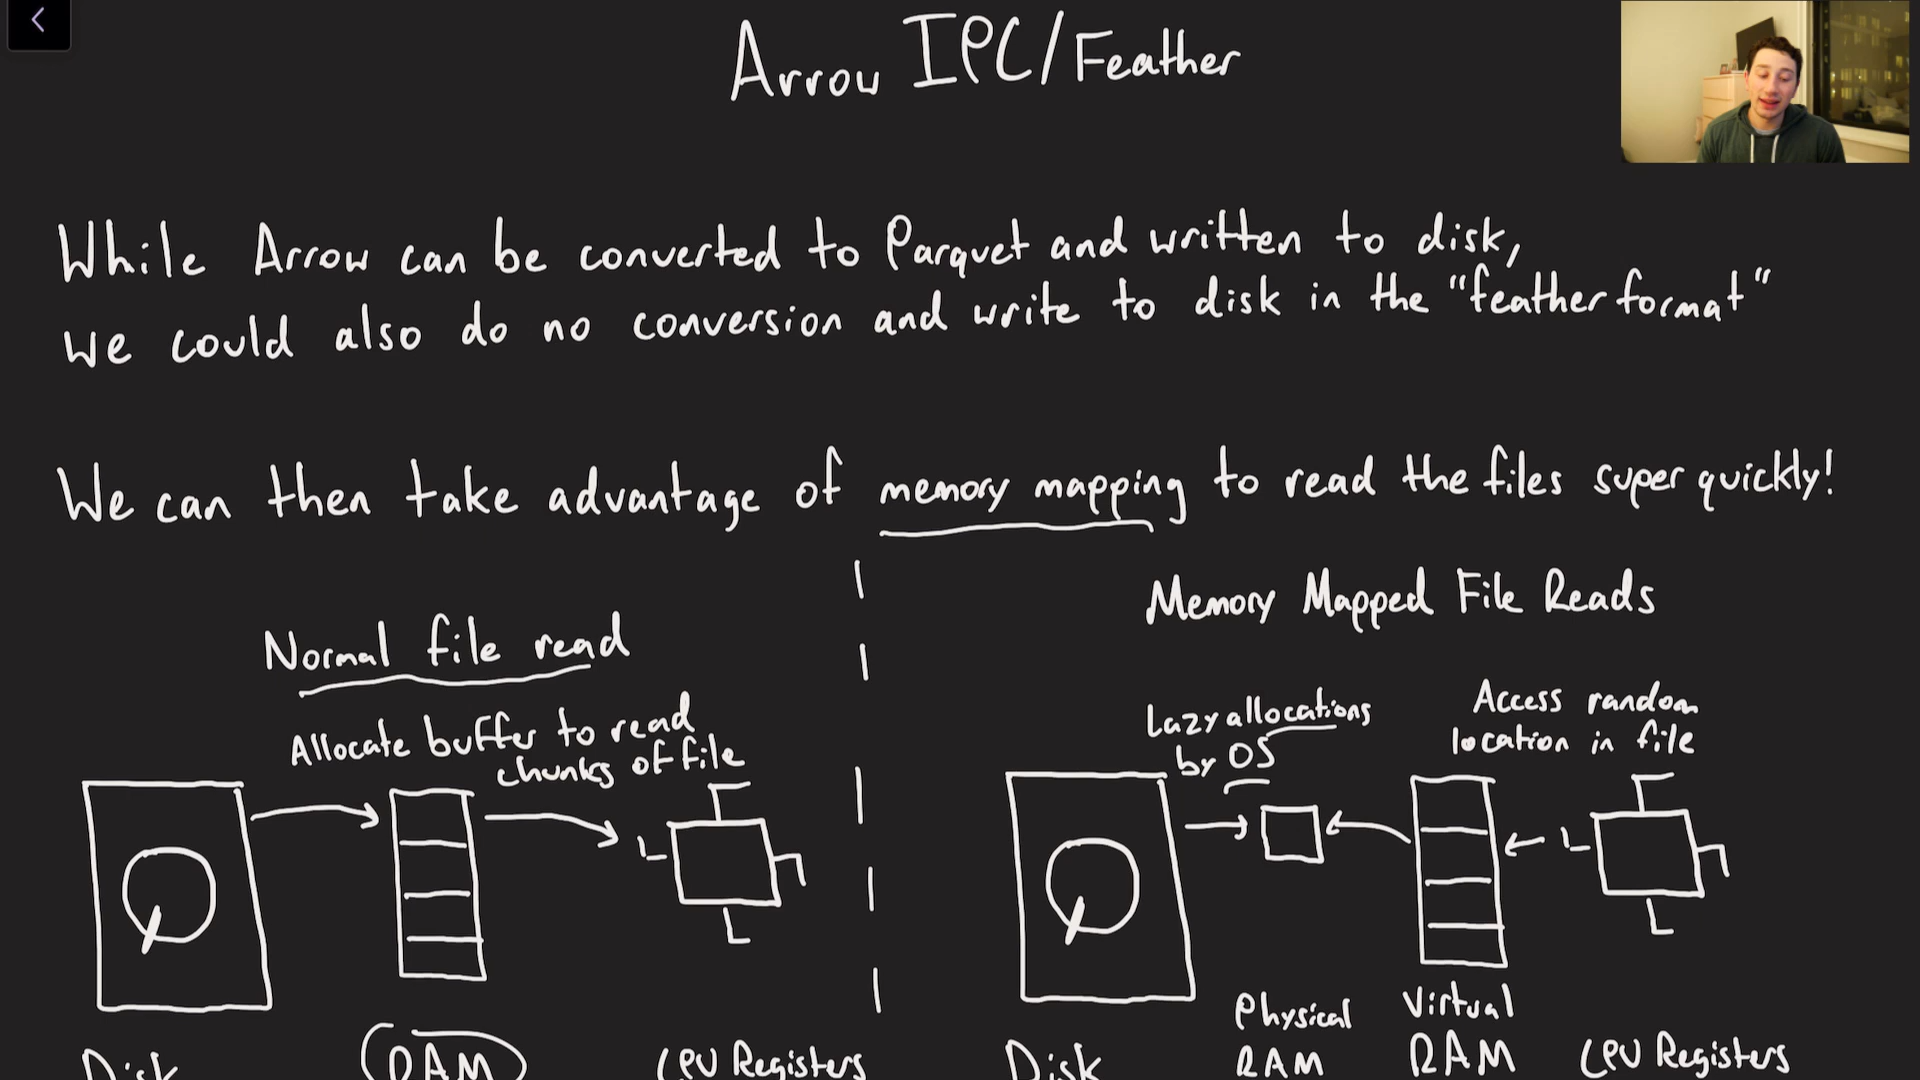 Arrow IPC/Feather
While Arrow can be converted to Parquet and written to disk,
we could also do no conversion and write to disk in the "feather format"
We can then take advantage of memory mapping to read the files super quickly!
Normal file read
Allocate buffer to read
chunks of file
Disk
RAM
CPU Registers
Memory Mapped File Reads
Lazy allocations
by OS
Access random
location in file
Disk
Physical
RAM
Virtual
RAM
CPU Registers